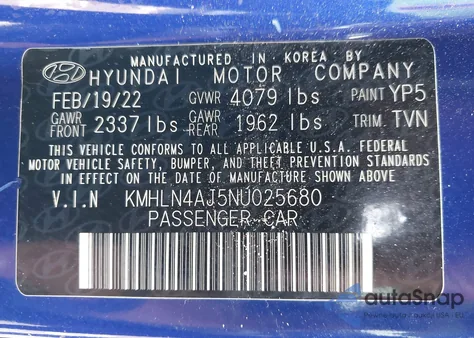 MANUFACTURED IN KOREA BY
HYUNDAI MOTOR COMPANY
FEB/19/22 GVWR 4079 lbs PAINT YP5
GAWR FRONT 2337 lbs GAWR REAR 1962 lbs TRIM. TVN
THIS VEHICLE CONFORMS TO ALL APPLICABLE FEDERAL
MOTOR VEHICLE SAFETY, BUMPER, AND THEFT PREVENTION STANDARDS
IN EFFECT ON THE DATE OF MANUFACTURE SHOWN ABOVE.
V.I.N KMHLN4AJ5NU025680
PASSENGER CAR
autoSnap